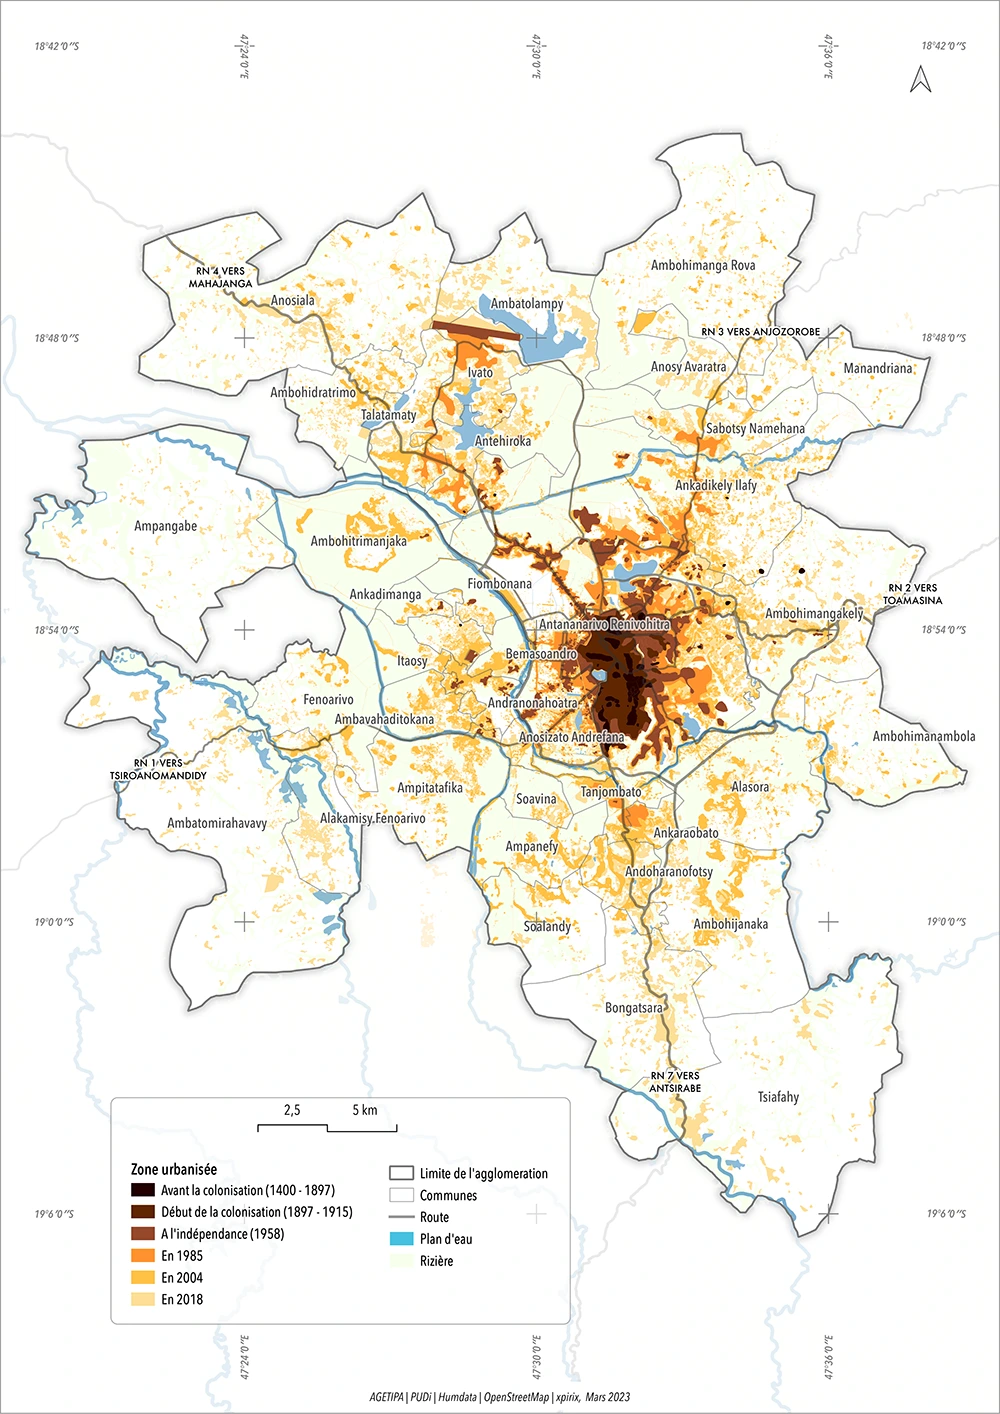 18°42'0"S
47°24'0"E
47°30'0"E
47°36'0"E
18°42'0"S
Ambohimanga Rova
RN 4 VERS
MAHAJANGA
Anosiala
Ambatolampy
RN 3 VERS ANJOZOROBE
18°48'0"S
18°48'0"S
Ivato
Anosy Avaratra
Manandriana
Ambohidratrimo
Talatamaty
Antehiroka
Sabotsy Namehana
Ankadikely Ilafy
Ampangabe
Ambohitrimanjaka
Fiombonana
Ankadimanga
RN 2 VERS
TOAMASINA
Ambohimangakely
18°54'0"S
Antananarivo Renivohitra
18°54'0"S
Bemasoandro
Itaosy
Fenoarivo
Andranonahoatra
Ambavahaditokana
Anosizato Andrefana
Ambohimanambola
RN 1 VERS
TSIROANOMANDIDY
Ampitatafika
Soavina
Tanjombato
Alasora
Ambatomirahavavy
Alakamisy Fenoarivo
Ankaraobato
Ampanefy
Andoharanofotsy
19°0'0"S
Soalandy
Ambohijanaka
19°0'0"S
Bongatsara
RN 7 VERS
ANTSIRABE
Tsiafahy
2,5
5 km
Zone urbanisée
Avant la colonisation (1400 - 1897)
Début de la colonisation (1897 - 1915)
A l'indépendance (1958)
En 1985
En 2004
En 2018
Limite de l'agglomeration
Communes
Route
Plan d'eau
Rizière
19°6'0"S
19°6'0"S
47°24'0"E
47°30'0"E
47°36'0"E
AGETIPA | PUDi | Humdata | OpenStreetMap | xpirix, Mars 2023